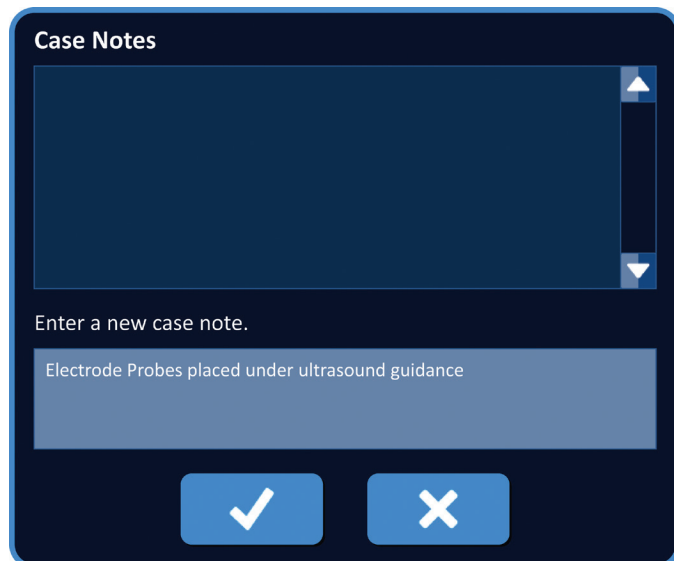 Case Notes
Enter a new case note.
Electrode Probes placed under ultrasound guidance